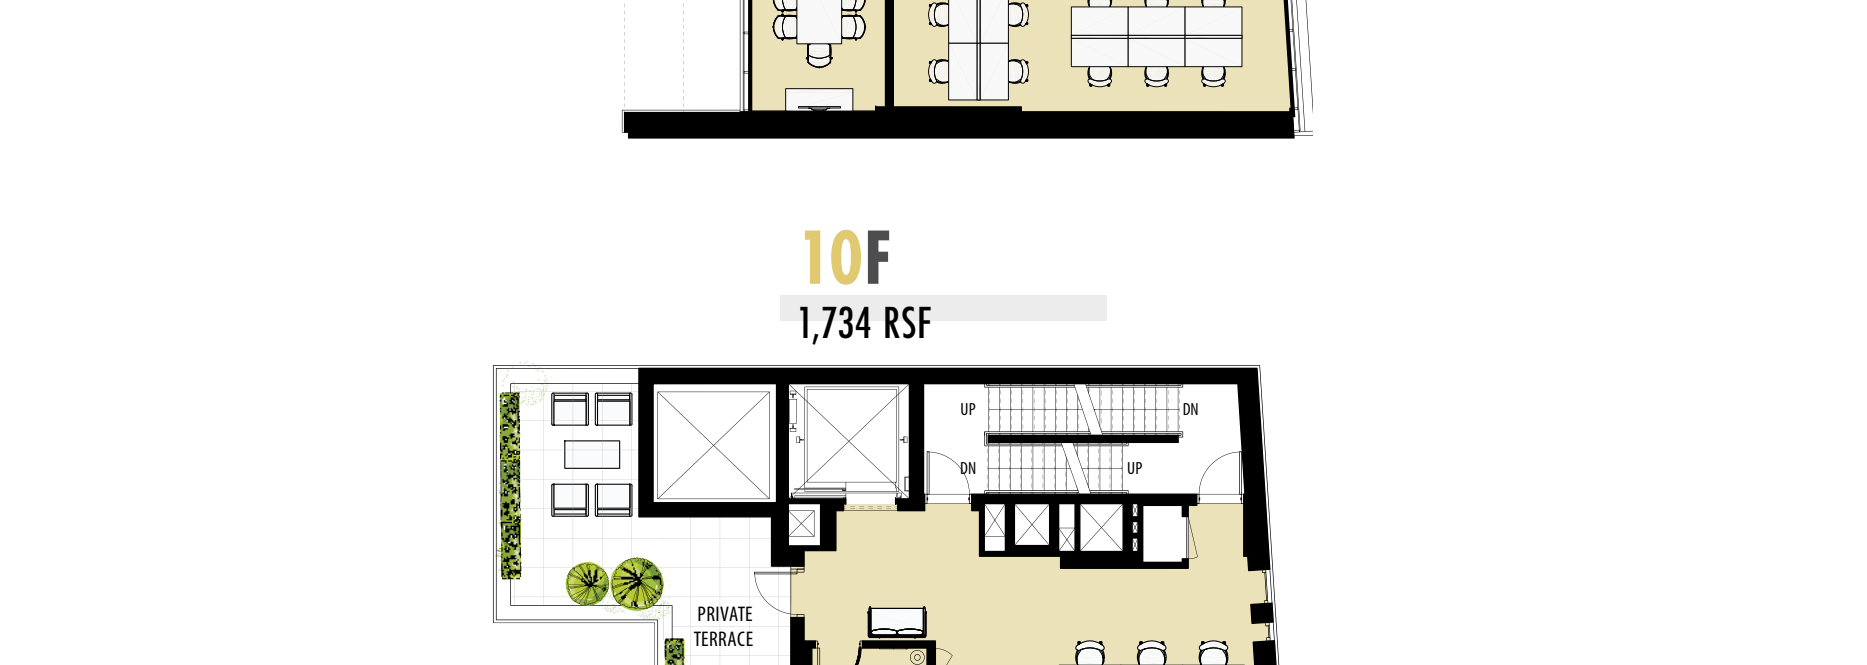 10F
1,734 RSF
UP
DN
DN
UP
PRIVATE
TERRACE